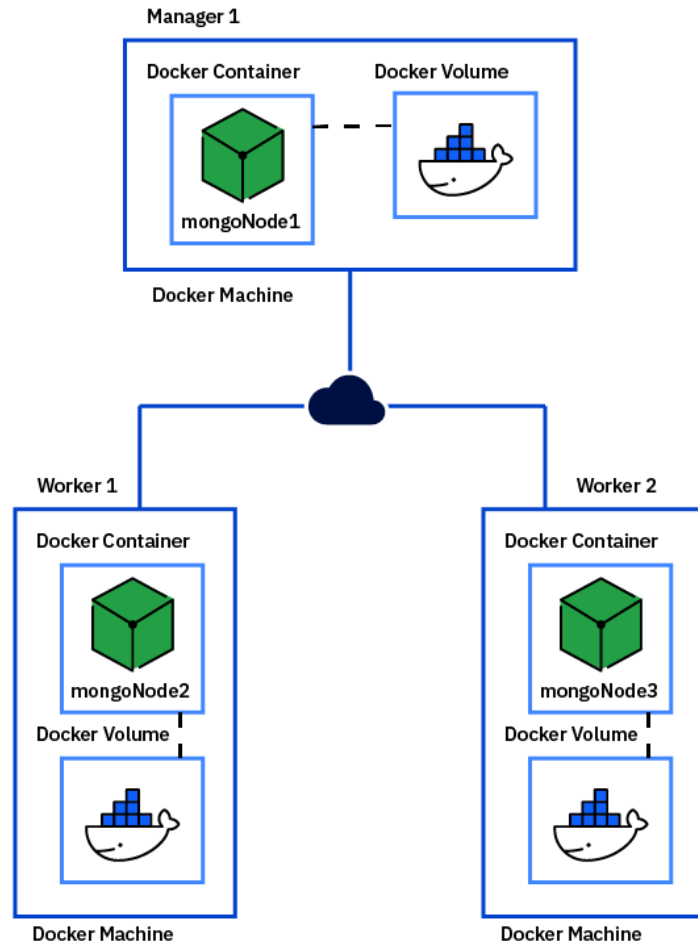 Manager 1
Docker Container
Docker Volume
mongoNode1
Docker Machine
Worker 1
Docker Container
mongoNode2
Docker Volume
Docker Machine
Worker 2
Docker Container
mongoNode3
Docker Volume
Docker Machine